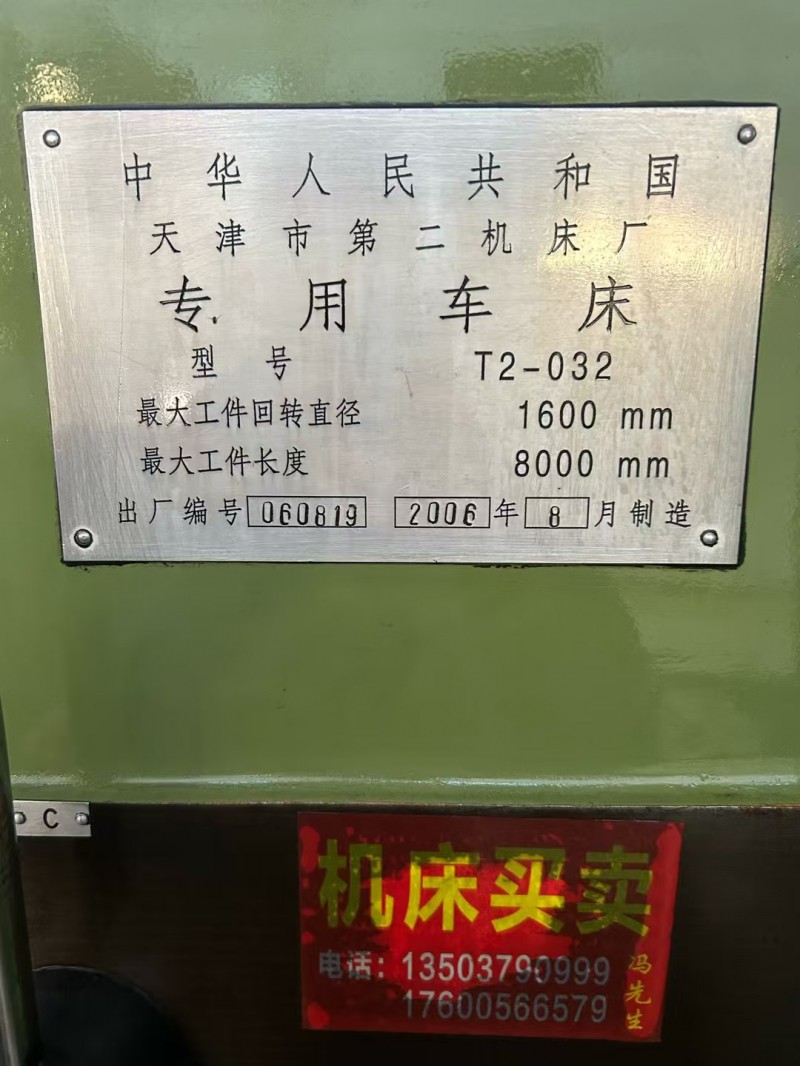 中华人民共和国
天津市第二机床厂
专用车床
型号 T2-032
最大工件回转直径 1600 mm
最大工件长度 8000 mm
出厂编号 060819 2006 年 8 月制造
C
机床买卖
电话：13503790999
17600566579
冯先生